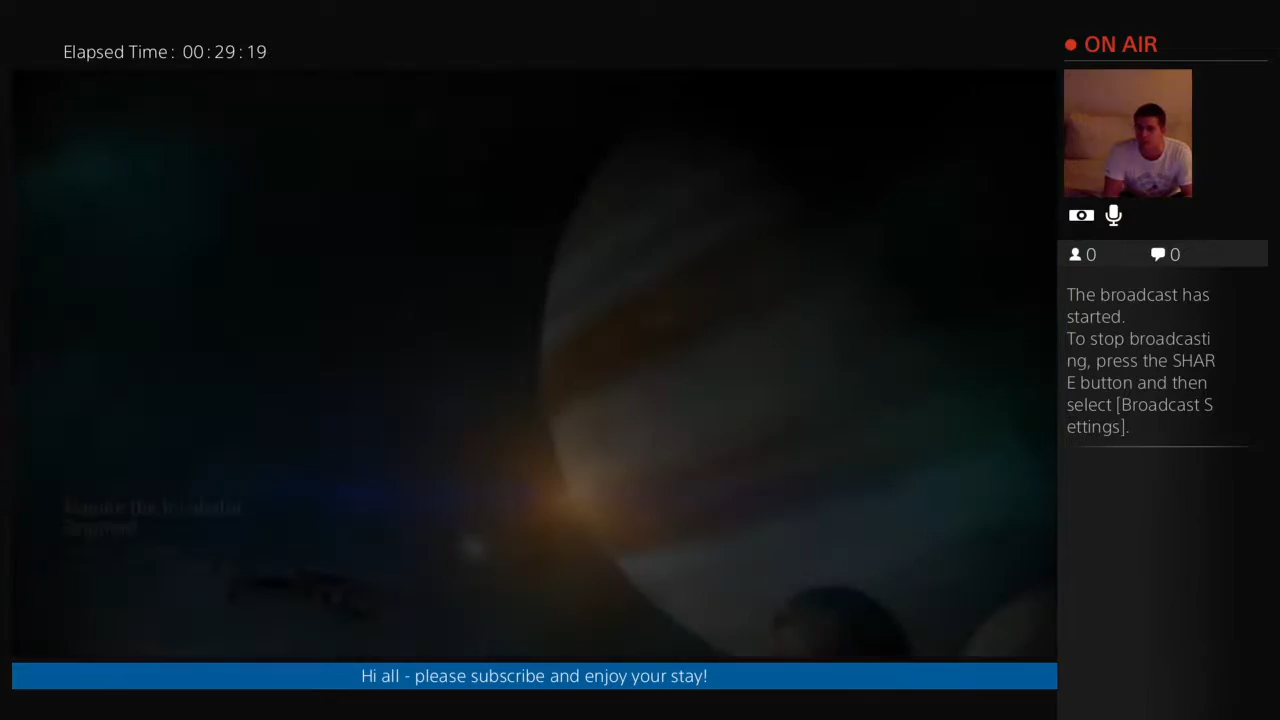 Elapsed Time: 00:29:19
ON AIR
0 0
The broadcast has
started.
To stop broadcasti
ng, press the SHAR
E button and then
select [Broadcast S
ettings].
Hi all - please subscribe and enjoy your stay!